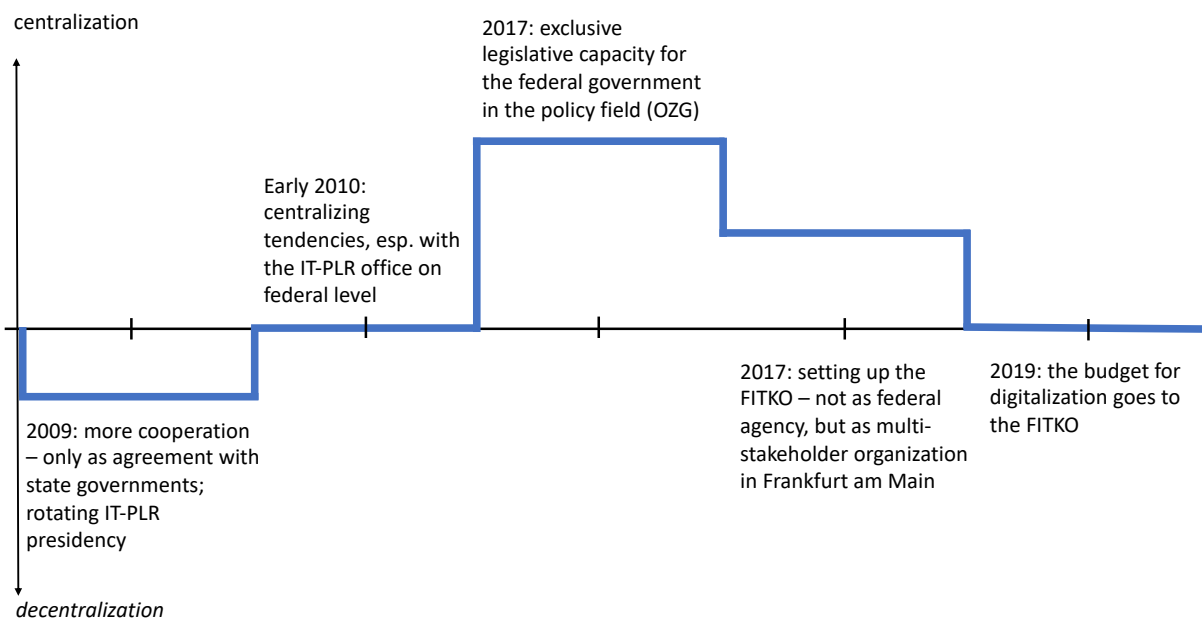 centralization
2017: exclusive
legislative capacity for
the federal government
in the policy field (OZG)
Early 2010:
centralizing
tendencies, esp. with
the IT-PLR office on
federal level
2009: more cooperation
– only as agreement with
state governments;
rotating IT-PLR
presidency
2017: setting up the
FITKO – not as federal
agency, but as multi-
stakeholder organization
in Frankfurt am Main
2019: the budget for
digitalization goes to
the FITKO
decentralization